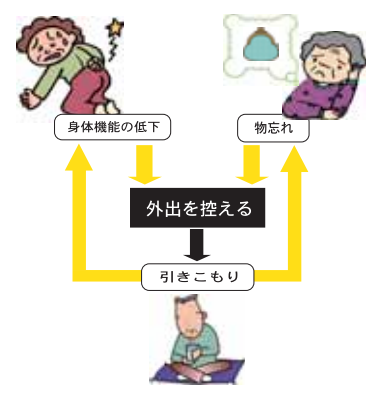 身体機能の低下
物忘れ
外出を控える
引きこもり